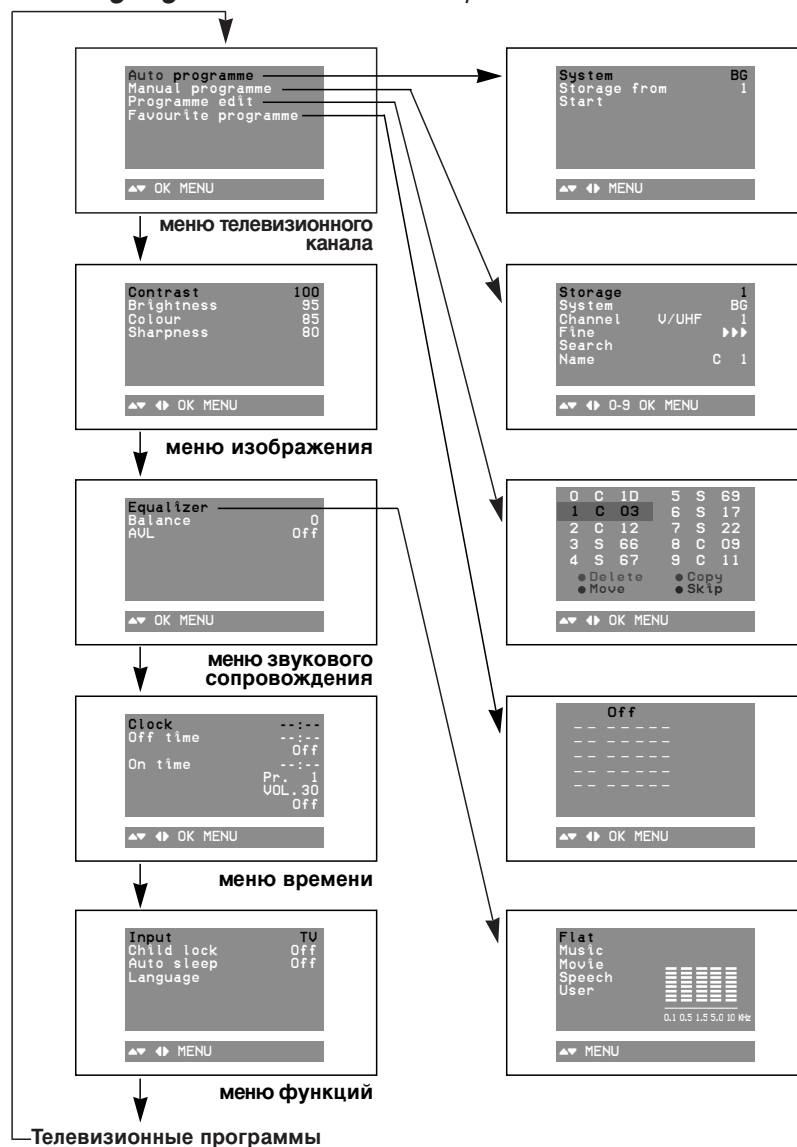 Auto programme
Manual programme
Programme edit
Favourite programme
OK MENU
меню телевизионного
канала
System BG
Storage from 1
Start
MENU
Contrast 100
Brightness 95
Colour 85
Sharpness 80
OK MENU
меню изображения
Storage 1
System BG
Channel V/UHF 1
Fine
Search
Name C 1
0-9 OK MENU
Equalizer
Balance 0
AVL Off
OK MENU
меню звукового
сопровождения
0 C 1D 5 S 69
1 C 03 6 S 17
2 C 12 7 S 22
3 S 66 8 C 09
4 S 67 9 C 11
Delete Copy
Move Skip
OK MENU
Clock --:--
Off time --:--
Off
On time --:--
Pr. 1
VOL.30
Off
OK MENU
меню времени
Off
-- -----
-- -----
-- -----
-- -----
-- -----
OK MENU
Input TV
Child lock Off
Auto sleep Off
Language
MENU
меню функций
Flat
Music
Movie
Speech
User
0.1 0.5 1.5 5.0 10 KHz
MENU
Телевизионные программы